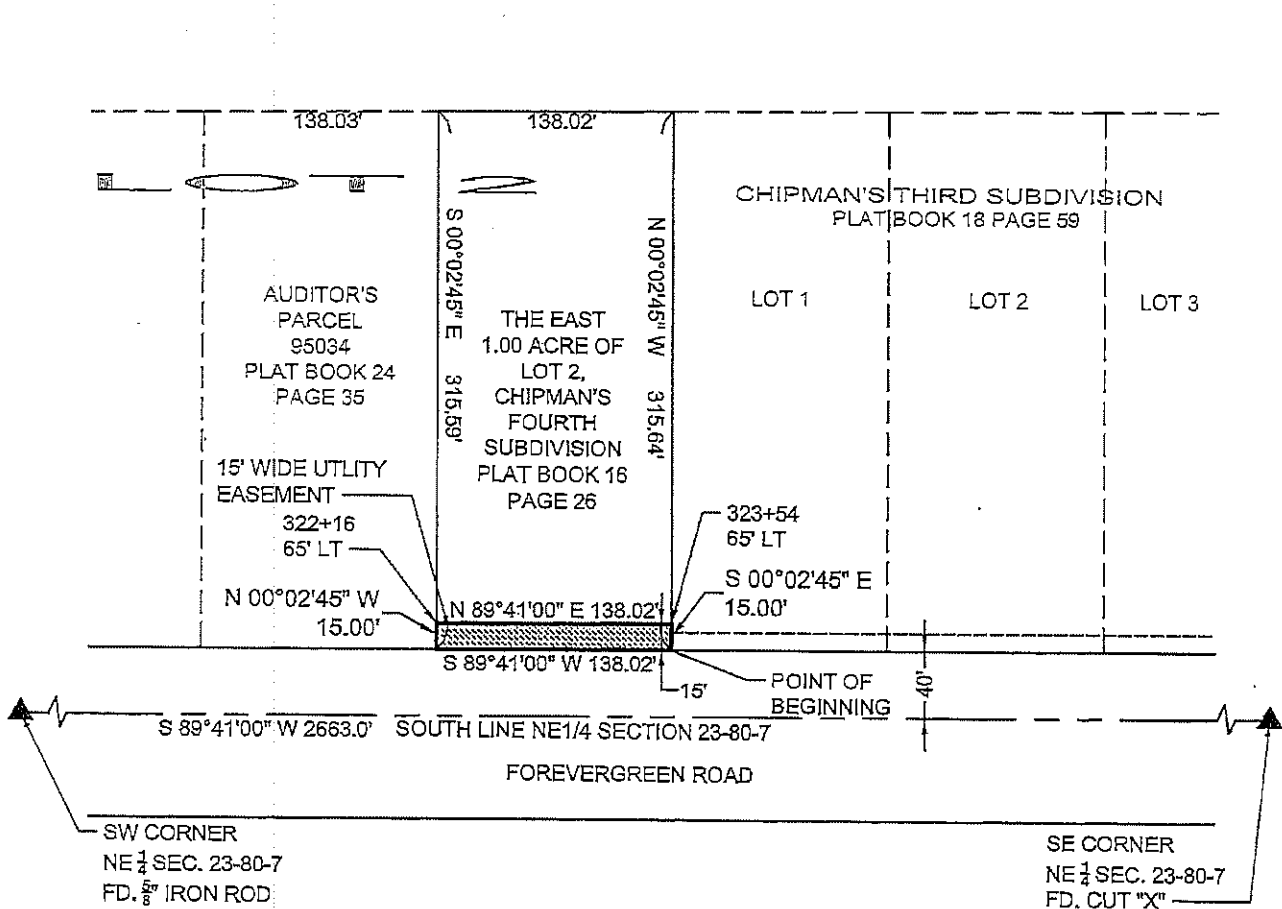 138.03'
138.02'
CHIPMAN'S THIRD SUBDIVISION
PLAT BOOK 18 PAGE 59
S 00°02'45" E 315.59'
N 00°02'45" W 315.64'
AUDITOR'S
PARCEL
95034
PLAT BOOK 24
PAGE 35
THE EAST
1.00 ACRE OF
LOT 2,
CHIPMAN'S
FOURTH
SUBDIVISION
PLAT BOOK 16
PAGE 26
LOT 1
LOT 2
LOT 3
15' WIDE UTLITY
EASEMENT
322+16
65' LT
323+54
65' LT
N 00°02'45" W
15.00'
S 00°02'45" E
15.00'
N 89°41'00" E 138.02'
S 89°41'00" W 138.02'
15'
POINT OF
BEGINNING
40'
S 89°41'00" W 2663.0' SOUTH LINE NE1/4 SECTION 23-80-7
FOREVERGREEN ROAD
SW CORNER
NE 1/4 SEC. 23-80-7
FD. 5/8" IRON ROD
SE CORNER
NE 1/4 SEC. 23-80-7
FD. CUT "X"